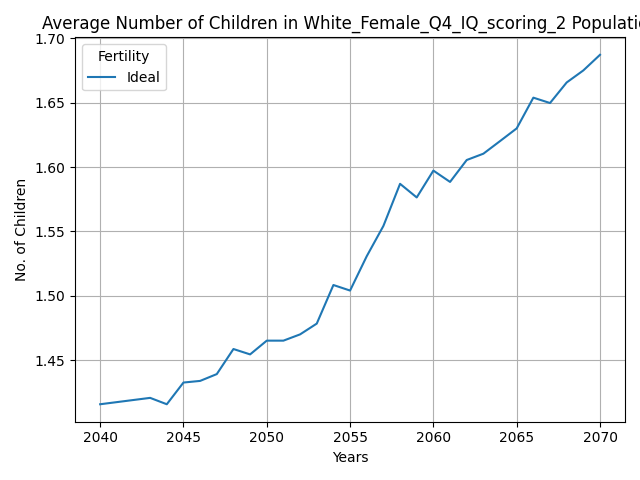 Average Number of Children in White_Female_Q4_IQ_scoring_2 Populati
Fertility
Ideal
No. of Children
1.70
1.65
1.60
1.55
1.50
1.45
2040 2045 2050 2055 2060 2065 2070
Years